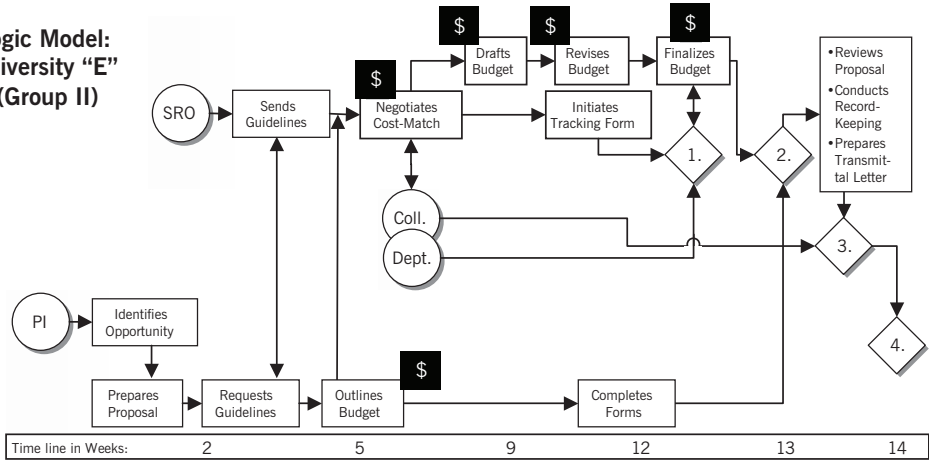 ogic Model:
iversity “E”
(Group II)
$
$
$
$
SRO
Sends
Guidelines
Negotiates
Cost-Match
Drafts
Budget
Revises
Budget
Finalizes
Budget
Initiates
Tracking Form
1.
2.
•Reviews
Proposal
•Conducts
Record-
Keeping
•Prepares
Transmit-
tal Letter
Coll.
Dept.
3.
4.
PI
Identifies
Opportunity
Prepares
Proposal
Requests
Guidelines
Outlines
Budget
$
Completes
Forms
Time line in Weeks: 2 5 9 12 13 14